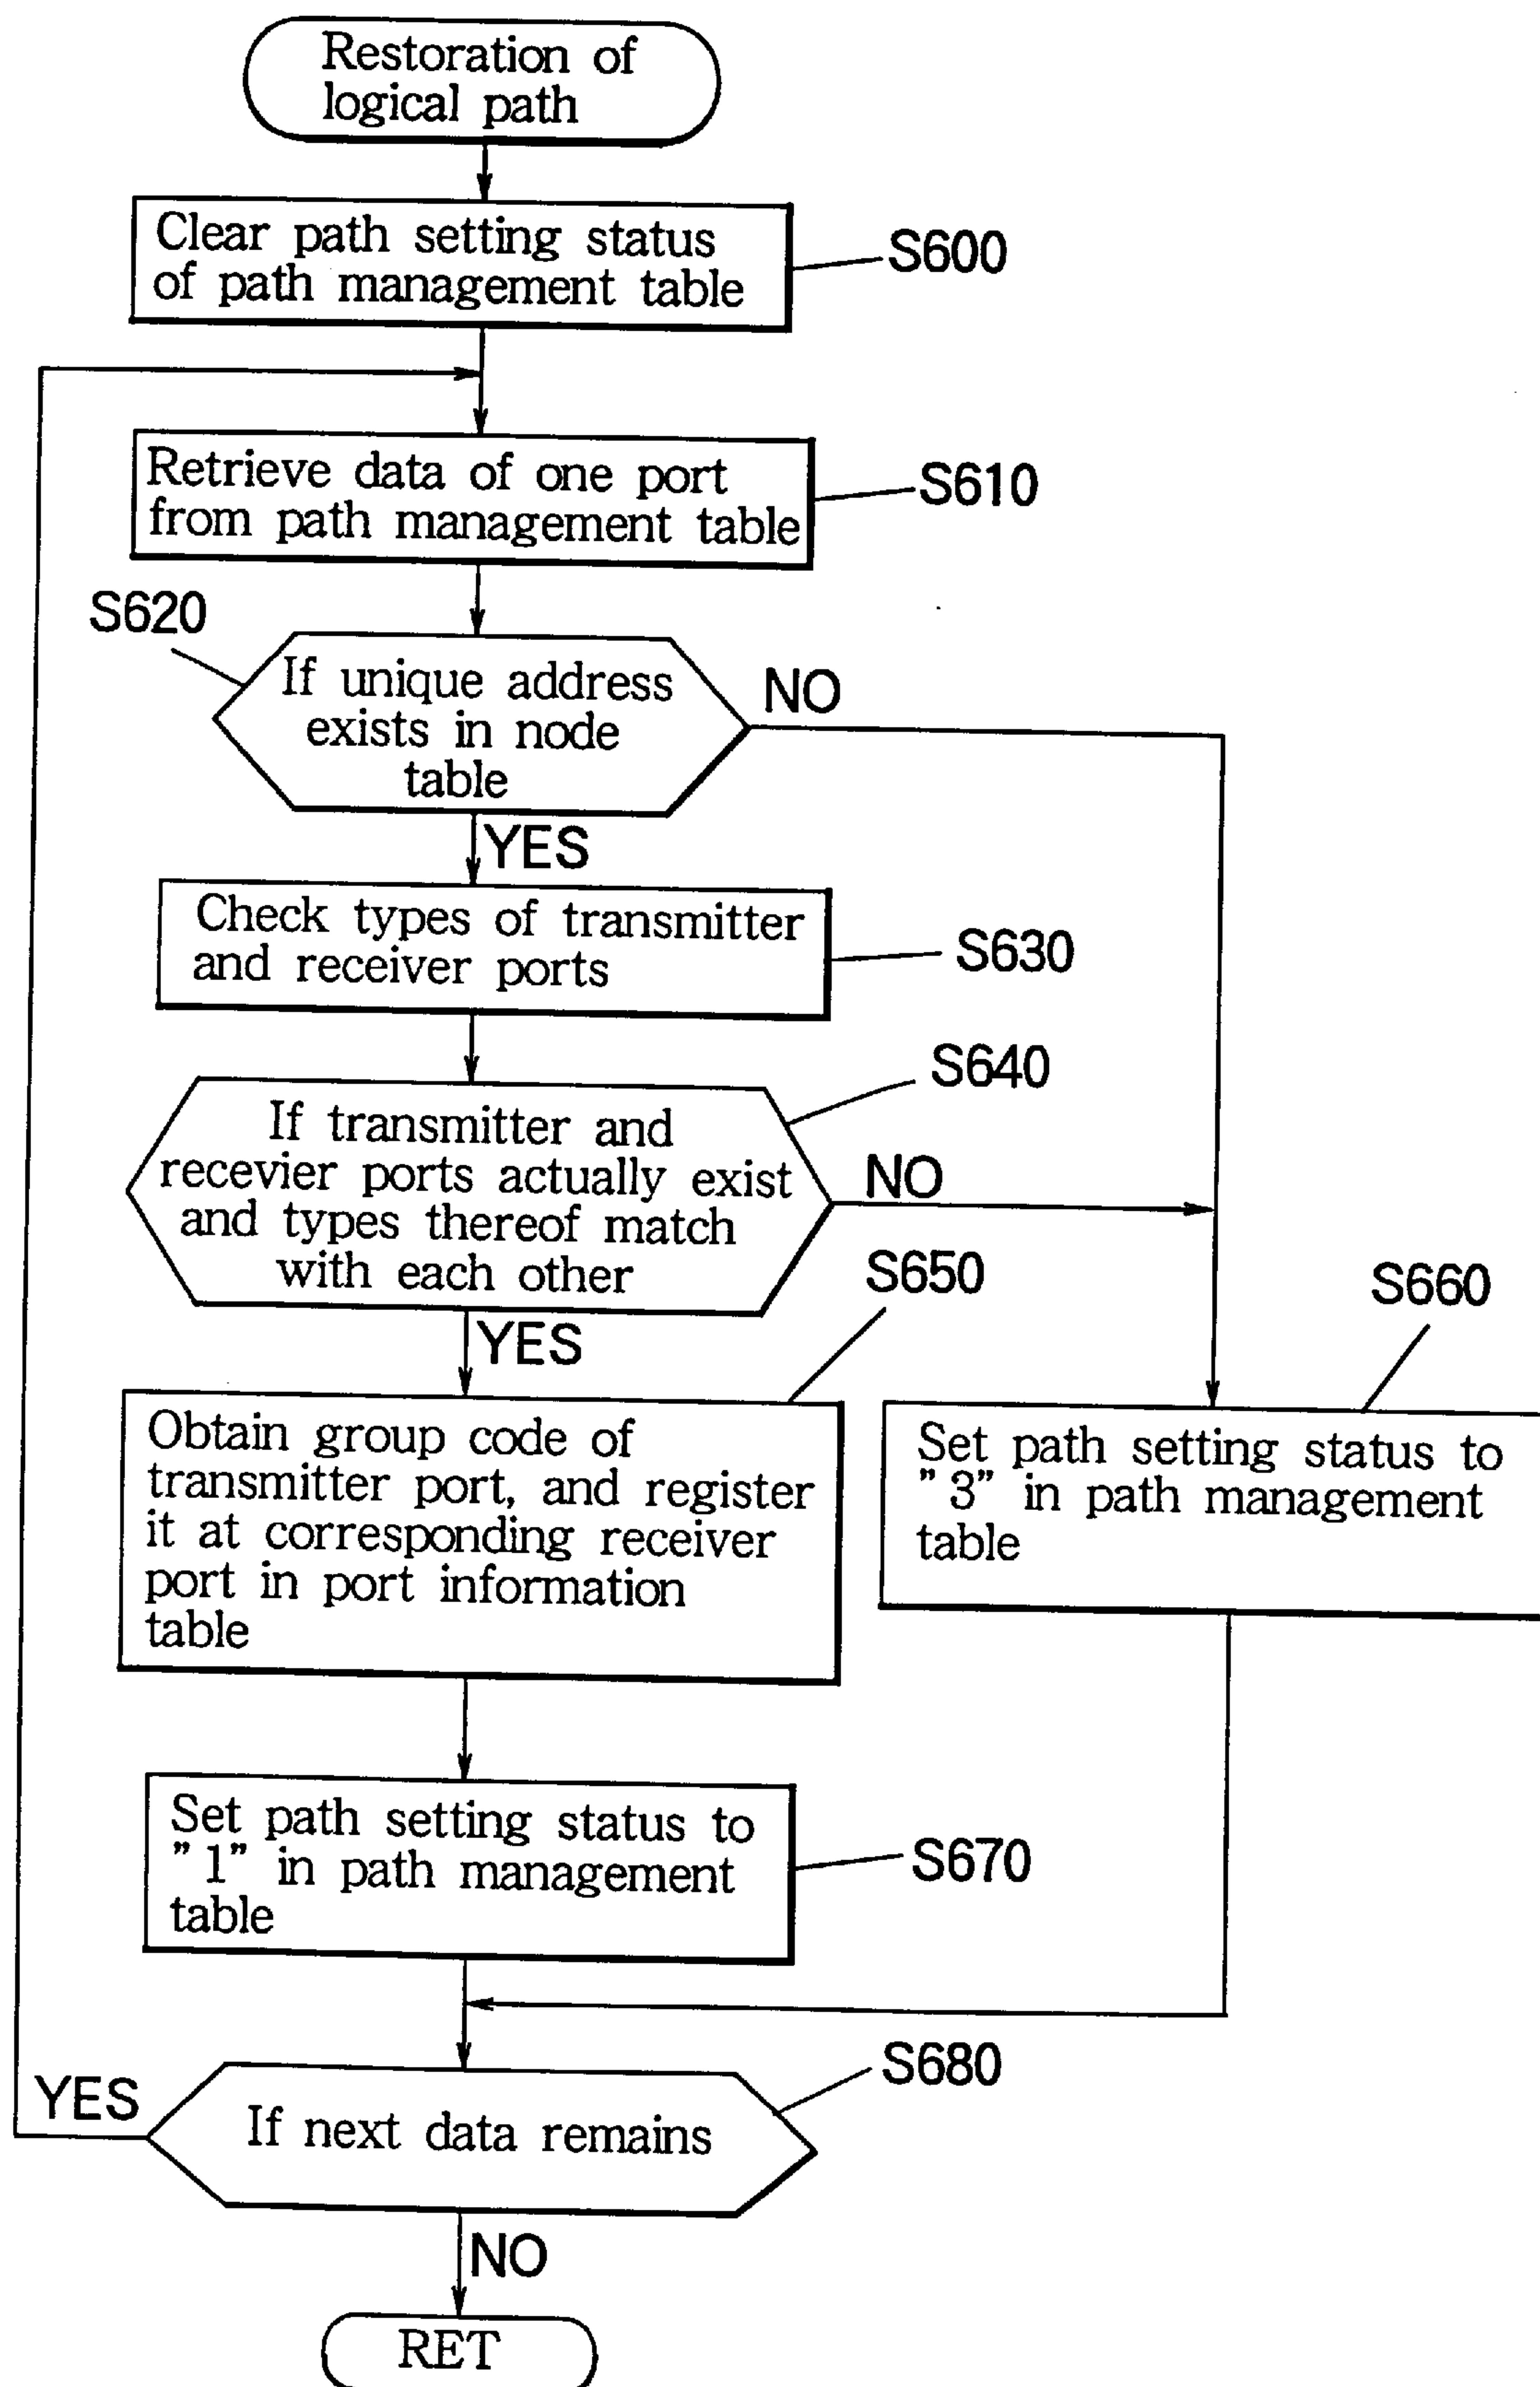 Restoration of
logical path
Clear path setting status
of path management table
S600
Retrieve data of one port
from path management table
S610
S620
If unique address
exists in node
table
NO
YES
Check types of transmitter
and receiver ports
S630
S640
If transmitter and
recevier ports actually exist
and types thereof match
with each other
NO
YES
S650
S660
Obtain group code of
transmitter port, and register
it at corresponding receiver
port in port information
table
Set path setting status to
"3" in path management
table
Set path setting status to
"1" in path management
table
S670
S680
YES
If next data remains
NO
RET